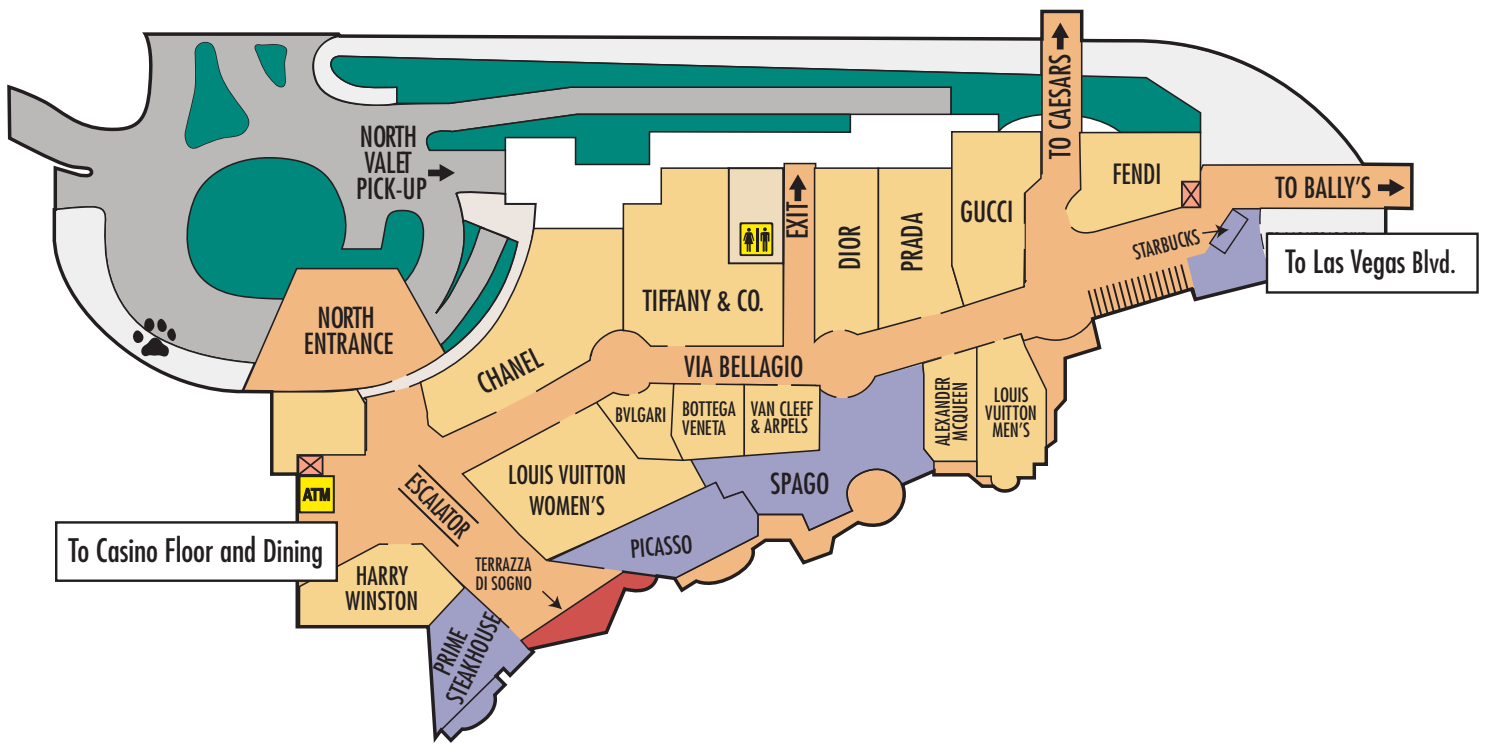 TO CAESARS
NORTH
VALET
PICK-UP
FENDI
TO BALLY'S
GUCCI
EXIT
DIOR
PRADA
STARBUCKS
To Las Vegas Blvd.
TIFFANY & CO.
NORTH
ENTRANCE
VIA BELLAGIO
CHANEL
BVLGARI
BOTTEGA
VENETA
VAN CLEEF
& ARPELS
ALEXANDER
MCQUEEN
LOUIS
VUITTON
MEN'S
LOUIS VUITTON
WOMEN'S
SPAGO
ATM
ESCALATOR
PICASSO
To Casino Floor and Dining
TERRAZZA
DI SOGNO
HARRY
WINSTON
PRIME
STEAKHOUSE